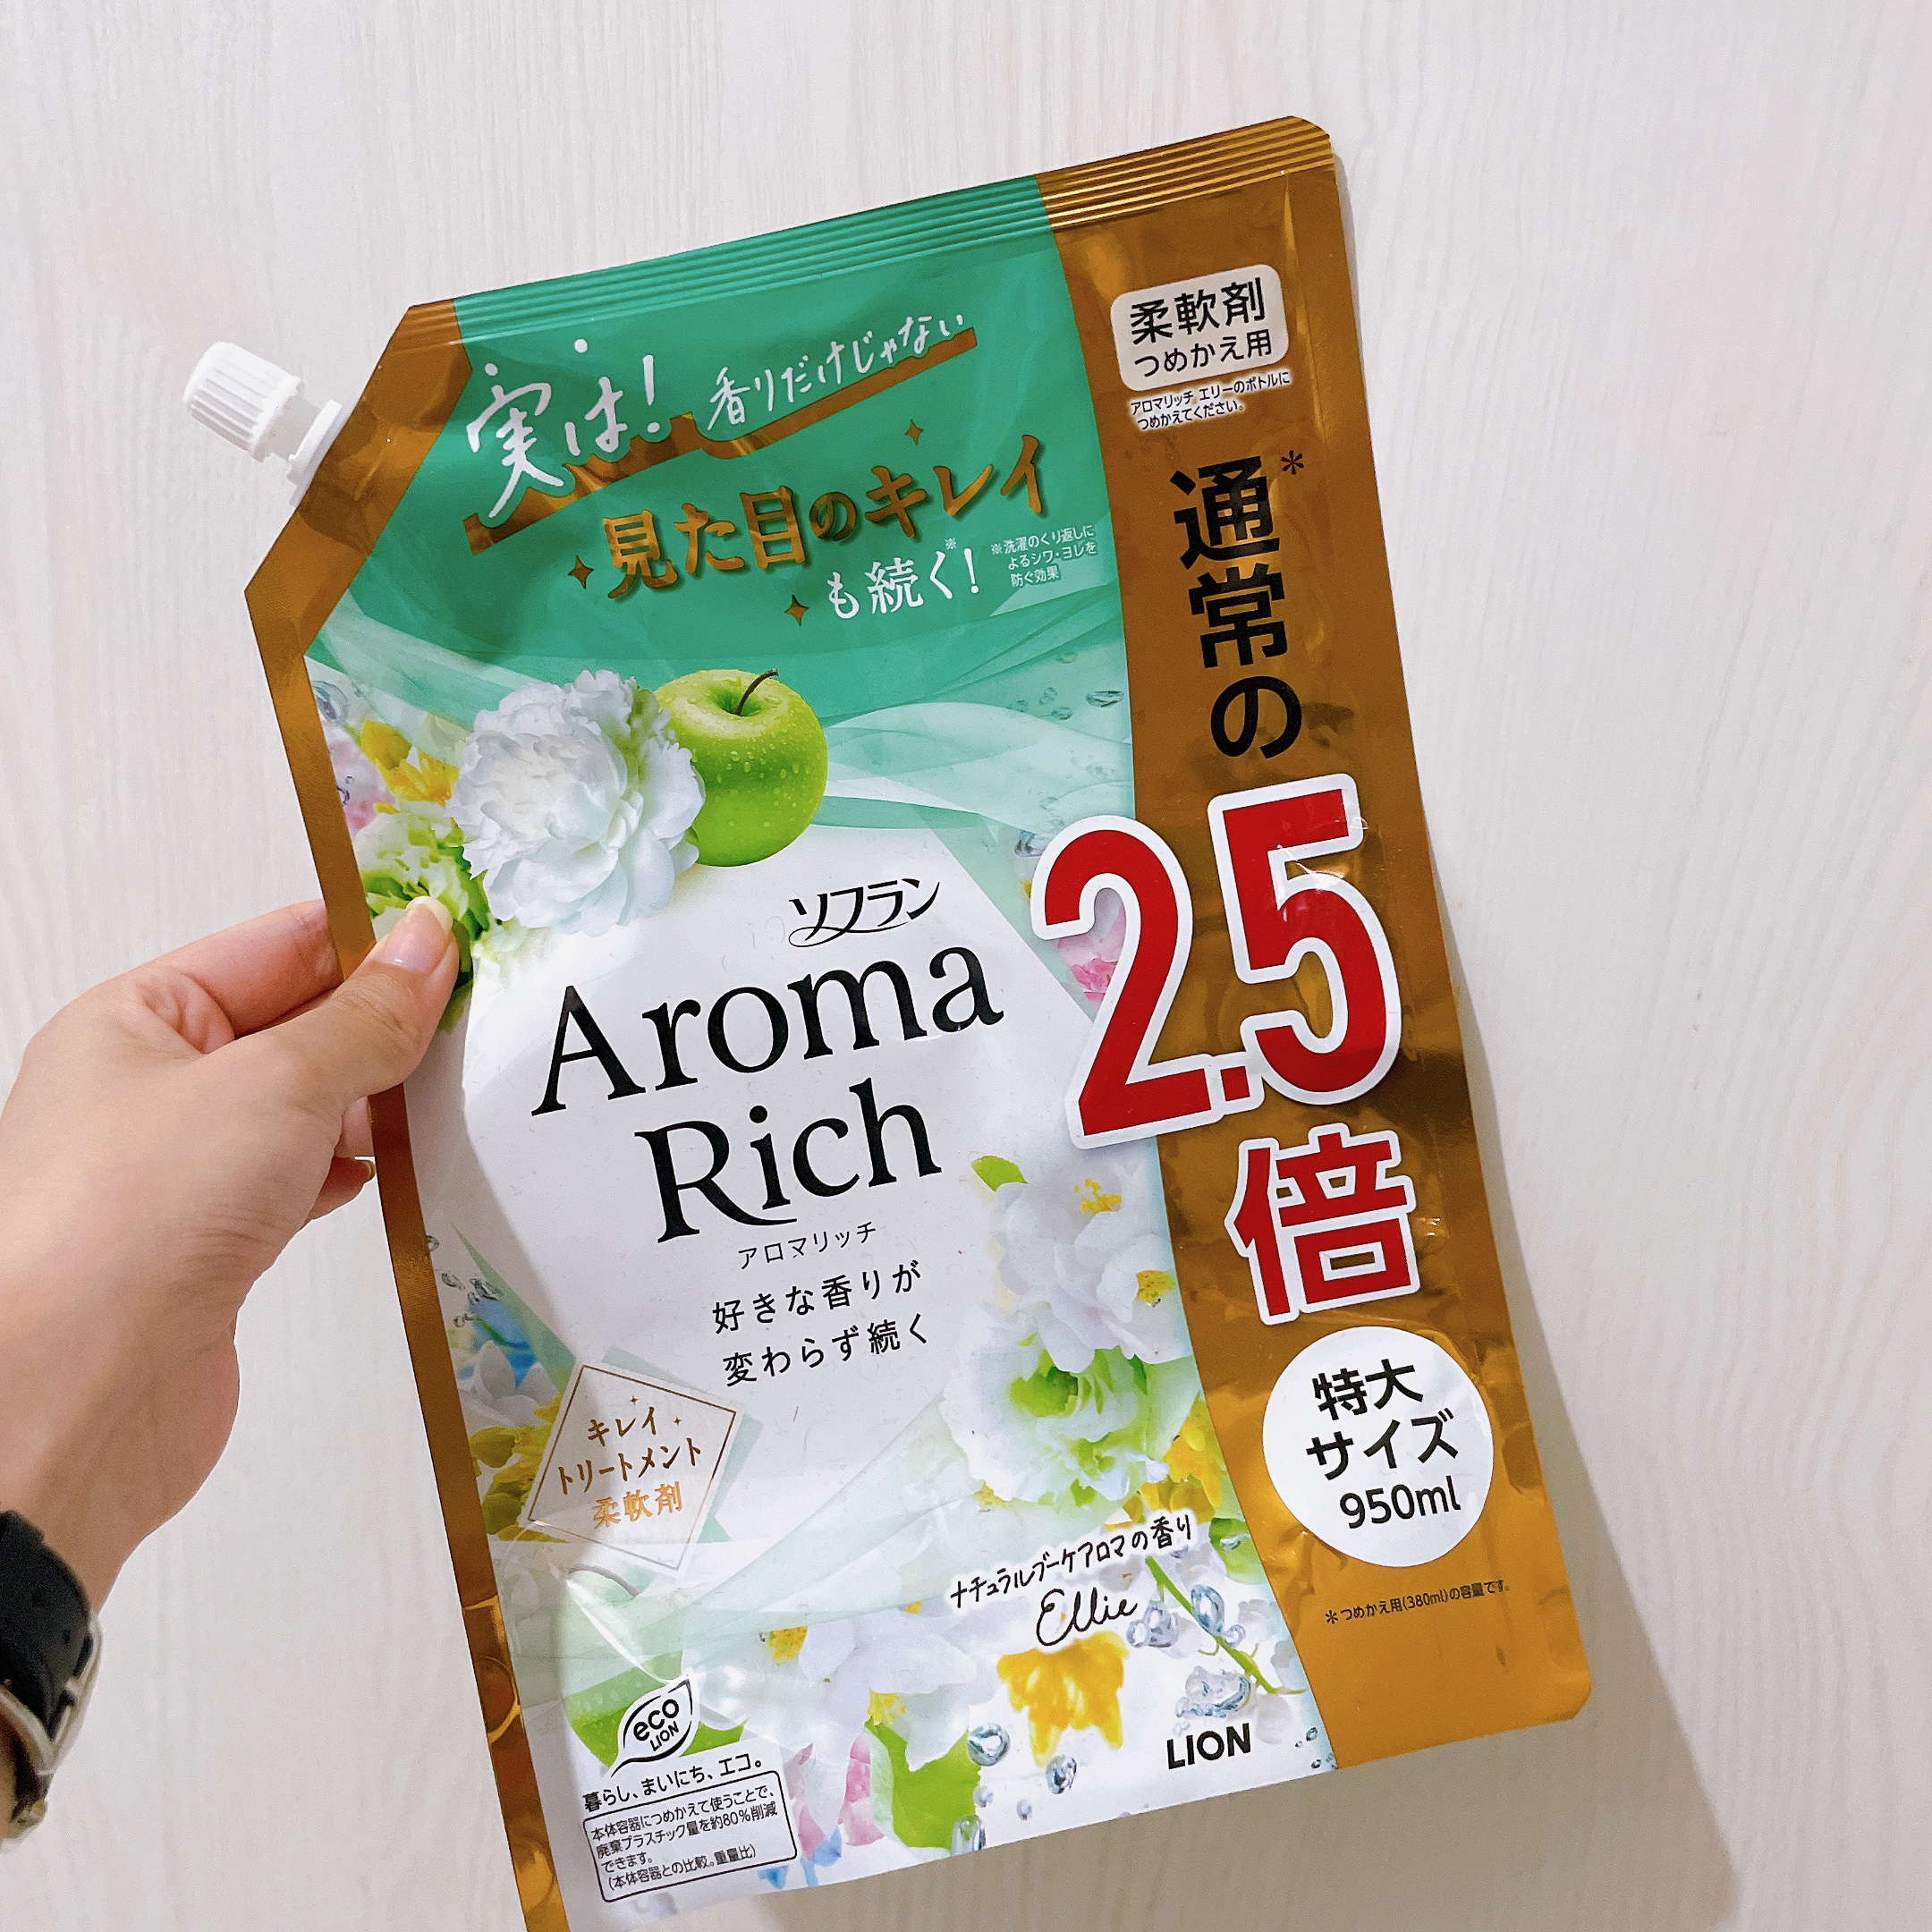 実は!
香りだけじゃない
見た目のキレイ
も続く!※
※洗濯のくり返しに
よるシワ・ヨレを
防ぐ効果
柔軟剤
つめかえ用
アロマリッチ エリーのボトルに
つめかえてください。
通常の*
2.5
倍
特大
サイズ
950ml
*つめかえ用(380ml)の容量です。
ソフラン
Aroma
Rich
アロマリッチ
好きな香りが
変わらず続く
キレイ
トリートメント
柔軟剤
ナチュラルブーケアロマの香り
Ellie
eco
LION
暮らし、まいにち、エコ。
本体容器につめかえて使うことで、
廃棄プラスチック量を約80%削減
できます。
(本体容器との比較。重量比)
LION